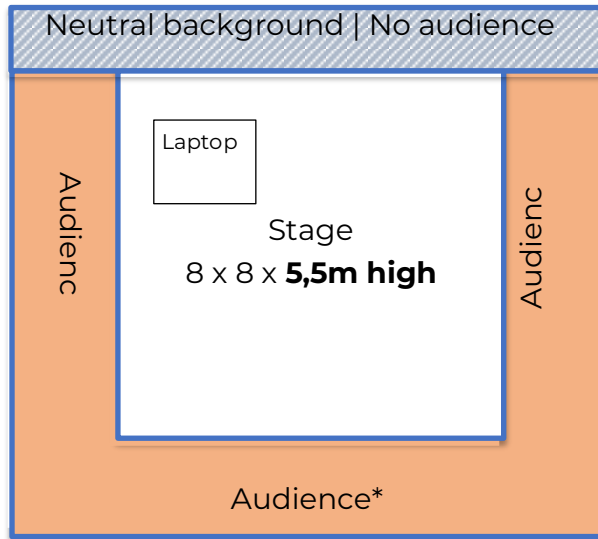 Neutral background | No audience
Laptop
Audienc
Audienc
Stage
8 x 8 x 5,5m high
Audience*